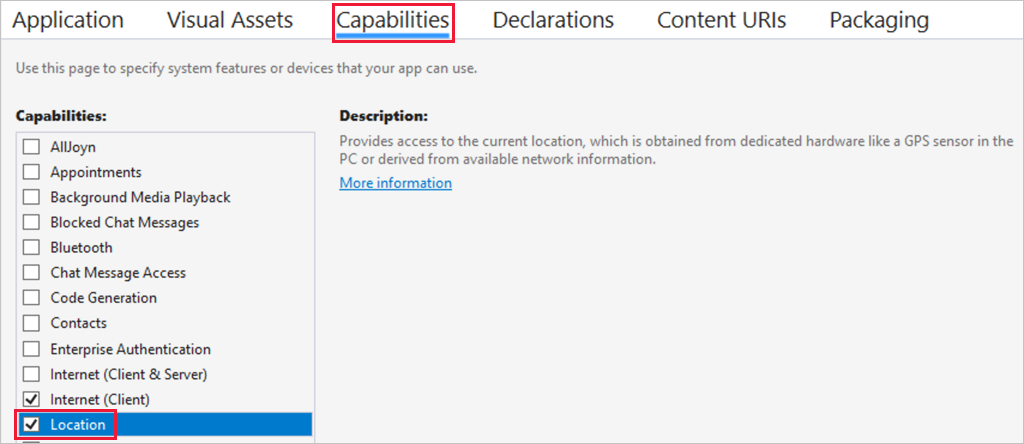 Application Visual Assets Capabilities Declarations Content URIs Packaging
Use this page to specify system features or devices that your app can use.
Capabilities:
AllJoyn
Appointments
Background Media Playback
Blocked Chat Messages
Bluetooth
Chat Message Access
Code Generation
Contacts
Enterprise Authentication
Internet (Client & Server)
Internet (Client)
Location
Description:
Provides access to the current location, which is obtained from dedicated hardware like a GPS sensor in the
PC or derived from available network information.
More information